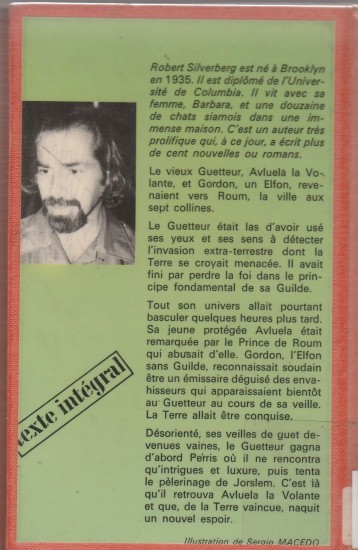 Robert Silverberg est né à Brooklyn
en 1935. Il est diplômé de l'Univer-
sité de Columbia. Il vit avec sa
femme, Barbara, et une douzaine
de chats siamois dans une im-
mense maison. C'est un auteur très
prolifique qui, à ce jour, a écrit plus
de cent nouvelles ou romans.
Le vieux Guetteur, Avluela la Vo-
lante, et Gordon, un Elfon, reve-
naient vers Roum, la ville aux
sept collines.
Le Guetteur était las d'avoir usé
ses yeux et ses sens à détecter
l'invasion extra-terrestre dont la
Terre se croyait menacée. Il avait
fini par perdre la foi dans le prin-
cipe fondamental de sa Guilde.
Tout son univers allait pourtant
basculer quelques heures plus tard.
Sa jeune protégée Avluela était
remarquée par le Prince de Roum
qui abusait d'elle. Gordon, l'Elfon
sans Guilde, reconnaissait soudain
être un émissaire déguisé des enva-
hisseurs qui apparaissaient bientôt
au Guetteur au cours de sa veille.
La Terre allait être conquise.
Désorienté, ses veilles de guet de-
venues vaines, le Guetteur gagna
d'abord Perris où il ne rencontra
qu'intrigues et luxure, puis tenta
le pèlerinage de Jorslem. C'est là
qu'il retrouva Avluela la Volante
et que, de la Terre vaincue, naquit
un nouvel espoir.
Illustration de Sergio MACEDO
texte intégral